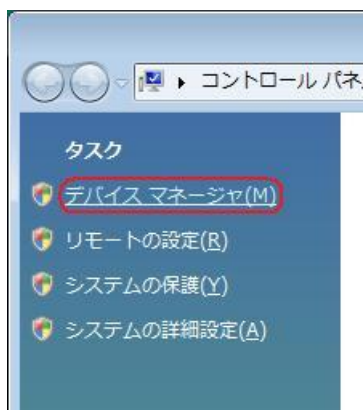 コントロール パネ
タスク
デバイス マネージャ(M)
リモートの設定(R)
システムの保護(Y)
システムの詳細設定(A)